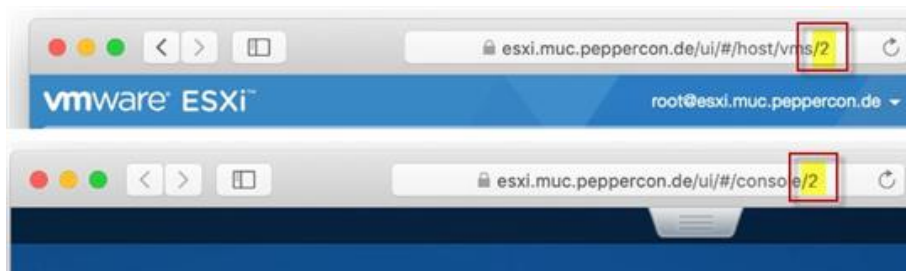 esxi.muc.peppercon.de/ui/#/host/vms/2
vmware ESXi™
root@esxi.muc.peppercon.de
esxi.muc.peppercon.de/ui/#/console/2